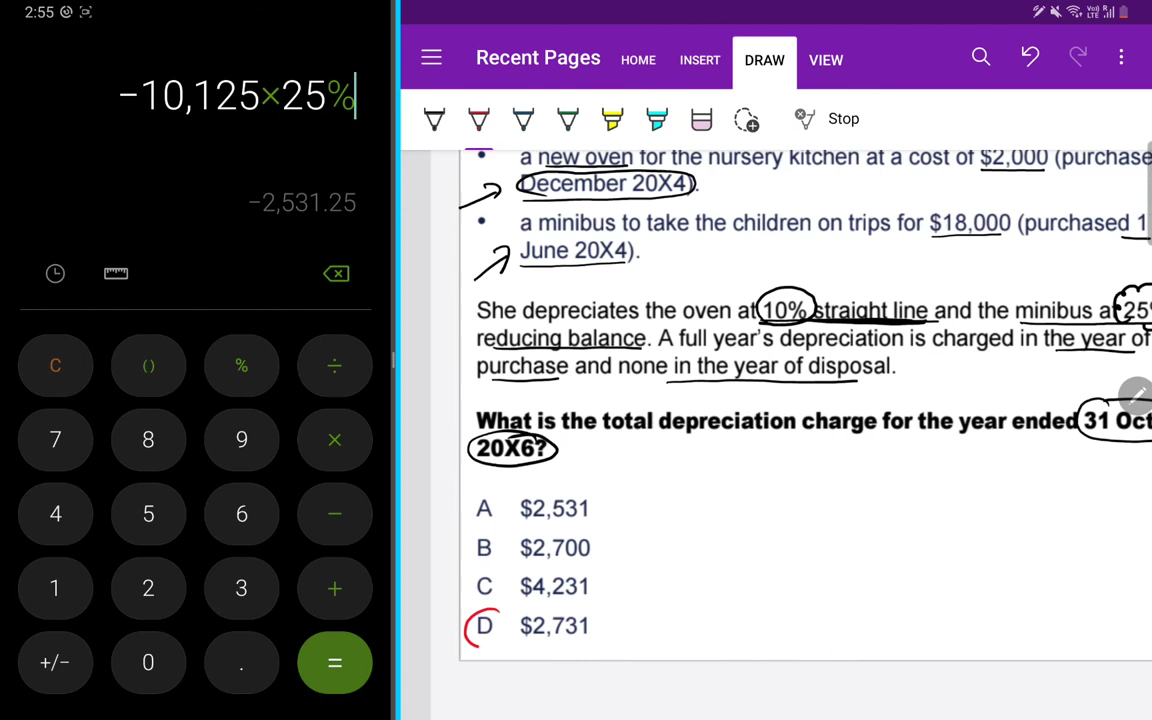 2:55
−10,125×25%
−2,531.25
C
()
%
÷
7
8
9
×
4
5
6
−
1
2
3
+
+/−
0
.
=
Recent Pages
HOME
INSERT
DRAW
VIEW
Stop
• a new oven for the nursery kitchen at a cost of $2,000 (purchase
December 20X4).
• a minibus to take the children on trips for $18,000 (purchased 1
June 20X4).
She depreciates the oven at 10% straight line and the minibus at 25%
reducing balance. A full year's depreciation is charged in the year of
purchase and none in the year of disposal.
What is the total depreciation charge for the year ended 31 Oct
20X6?
A $2,531
B $2,700
C $4,231
D $2,731